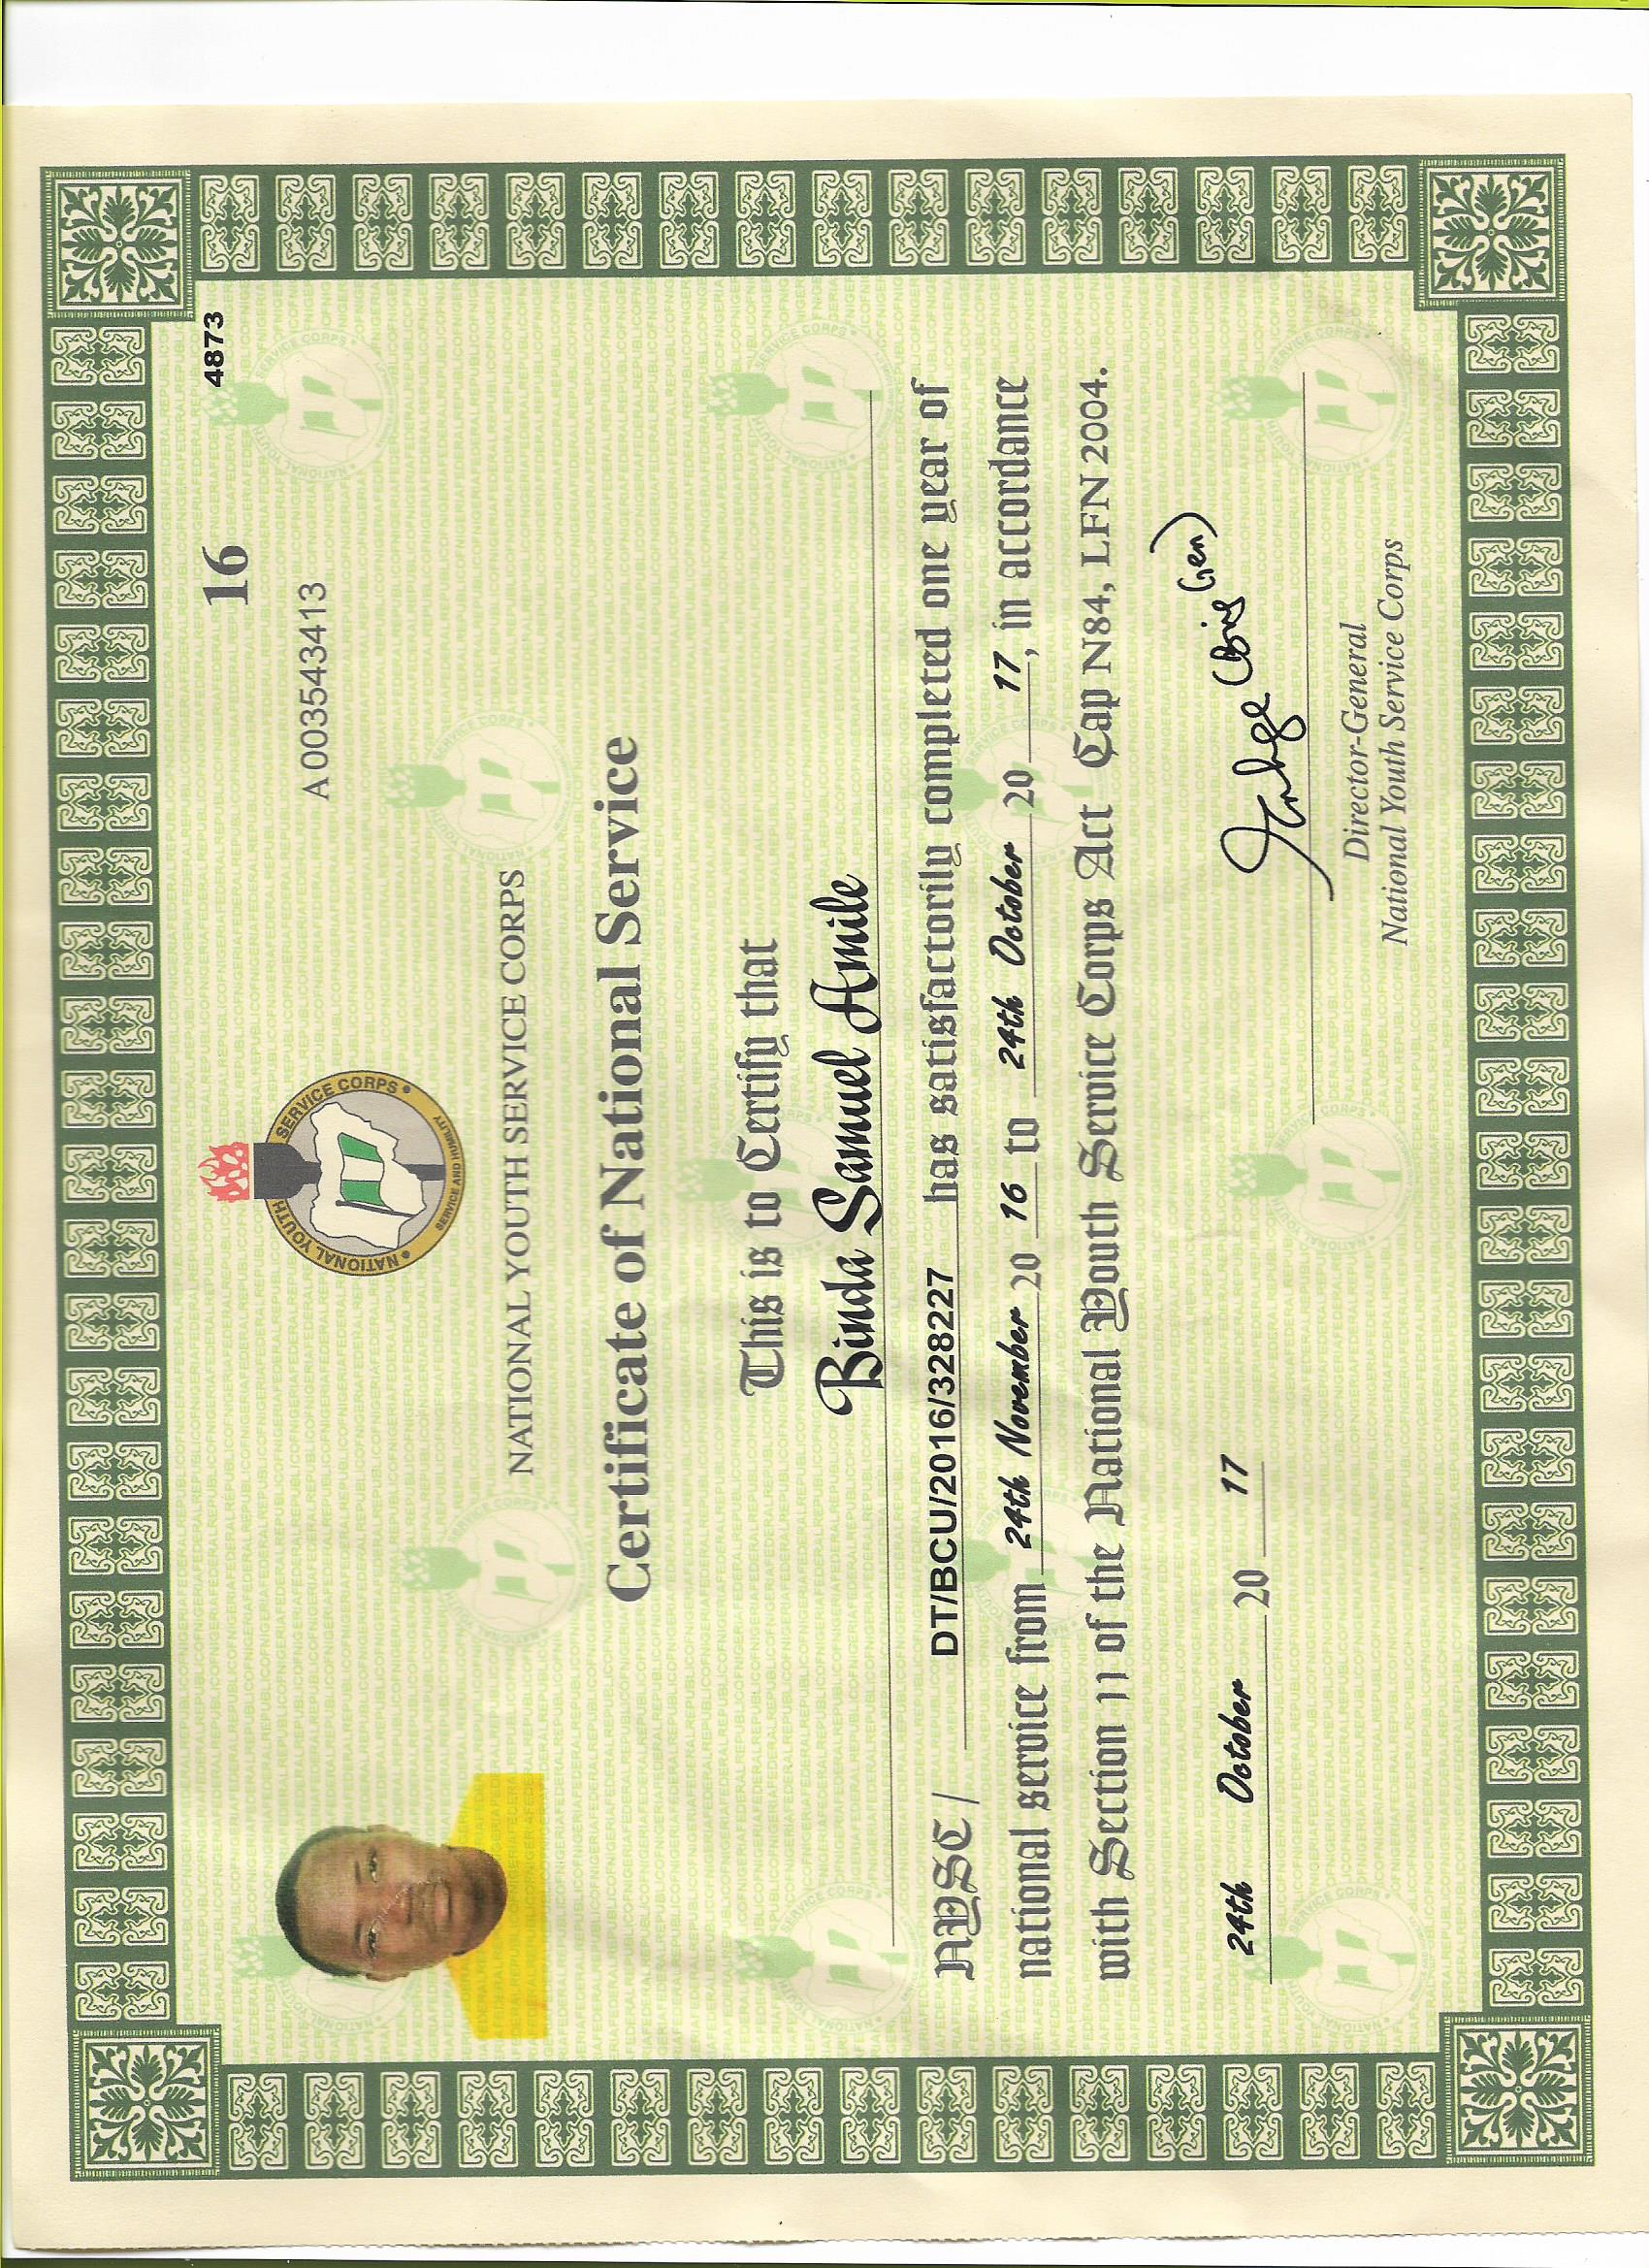 16
4873
A 003543413
NATIONAL YOUTH SERVICE CORPS
SERVICE AND HUMILITY
NATIONAL YOUTH SERVICE CORPS
Certificate of National Service
This is to Certify that
Binda Samuel Amile
NYSC / DT/BCU/2016/328227 has satisfactorily completed one year of
national service from 24th November 20 16 to 24th October 20 17, in accordance
with Section 11 of the National Youth Service Corps Act Cap N84, LFN 2004.
(Brig Gen)
24th October 20 17
Director-General
National Youth Service Corps